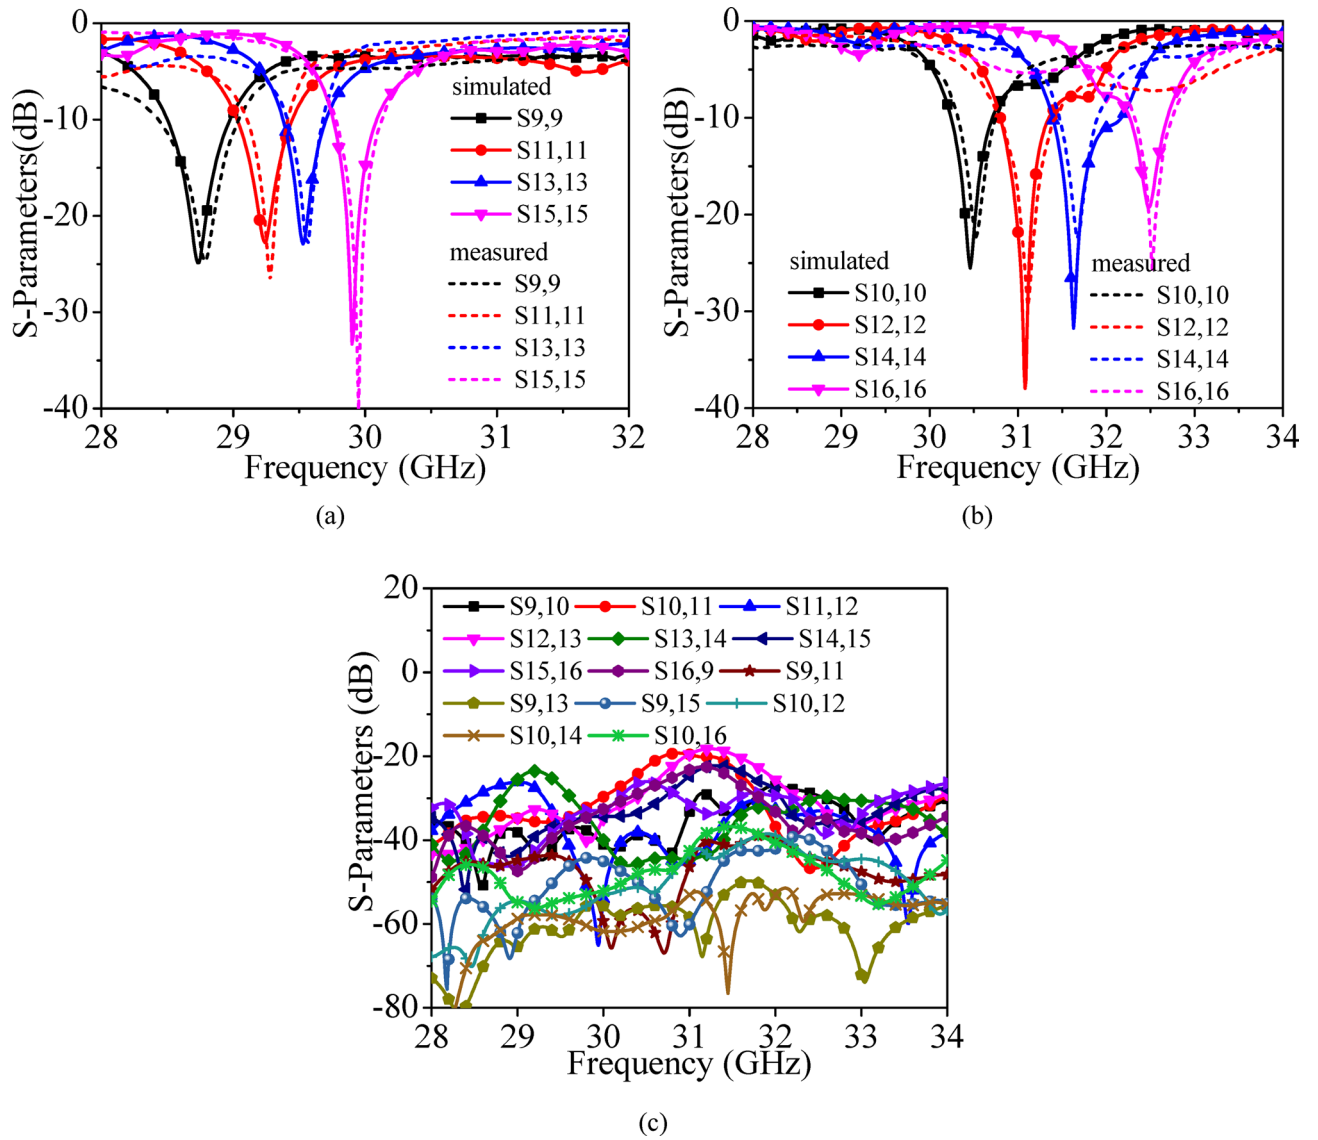 S-Parameters(dB)
0
-10
-20
-30
-40
simulated
S9,9
S11,11
S13,13
S15,15
measured
S9,9
S11,11
S13,13
S15,15
28 29 30 31 32
Frequency (GHz)
(a)
S-Parameters(dB)
0
-10
-20
-30
-40
simulated
S10,10
S12,12
S14,14
S16,16
measured
S10,10
S12,12
S14,14
S16,16
28 29 30 31 32 33 34
Frequency (GHz)
(b)
S-Parameters (dB)
20
0
-20
-40
-60
-80
S9,10 S10,11 S11,12
S12,13 S13,14 S14,15
S15,16 S16,9 S9,11
S9,13 S9,15 S10,12
S10,14 S10,16
28 29 30 31 32 33 34
Frequency (GHz)
(c)